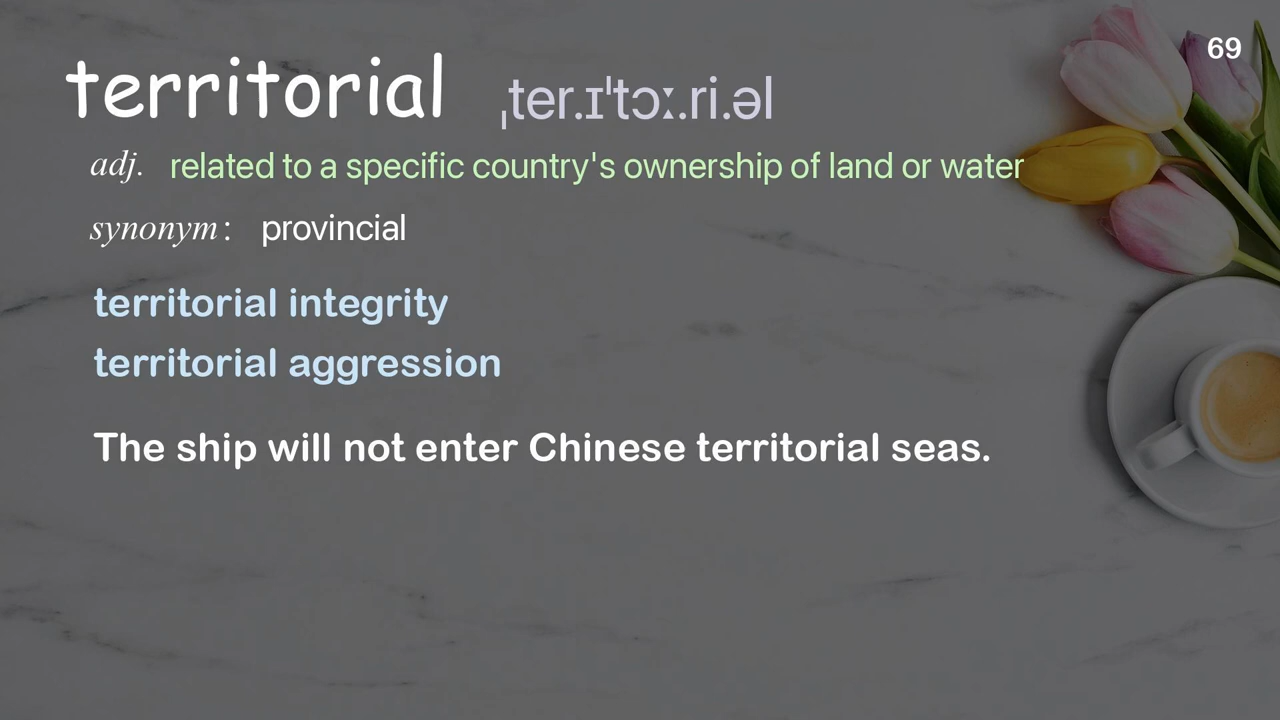 69
territorial ˌter.ɪˈtɔː.ri.əl
adj. related to a specific country's ownership of land or water
synonym: provincial
territorial integrity
territorial aggression
The ship will not enter Chinese territorial seas.